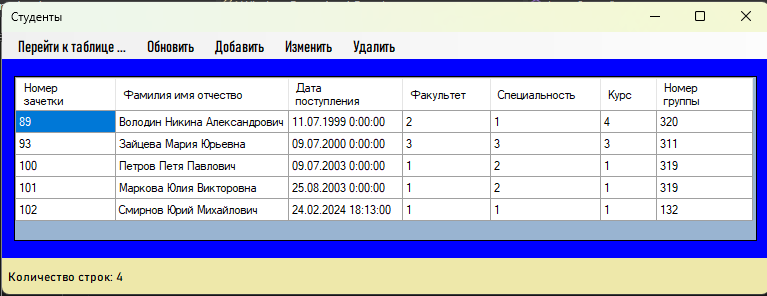 Студенты
Перейти к таблице ... Обновить Добавить Изменить Удалить
Номер зачетки Фамилия имя отчество Дата поступления Факультет Специальность Курс Номер группы
89 Володин Никина Александрович 11.07.1999 0:00:00 2 1 4 320
93 Зайцева Мария Юрьевна 09.07.2000 0:00:00 3 3 3 311
100 Петров Петя Павлович 09.07.2003 0:00:00 1 2 1 319
101 Маркова Юлия Викторовна 25.08.2003 0:00:00 1 2 1 319
102 Смирнов Юрий Михайлович 24.02.2024 18:13:00 1 1 1 132
Количество строк: 4